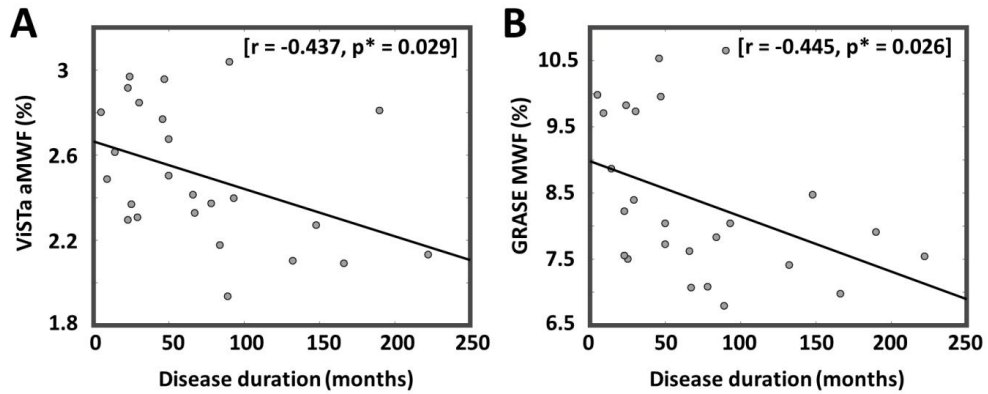 A
[r = -0.437, p* = 0.029]
ViSTa aMWF (%)
3
2.6
2.2
1.8
0 50 100 150 200 250
Disease duration (months)
B
[r = -0.445, p* = 0.026]
GRASE MWF (%)
10.5
9.5
8.5
7.5
6.5
0 50 100 150 200 250
Disease duration (months)